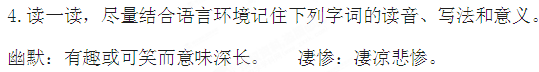 4.读一读，尽量结合语言环境记住下列字词的读音、写法和意义。
幽默：有趣或可笑而意味深长。 凄惨：凄凉悲惨。